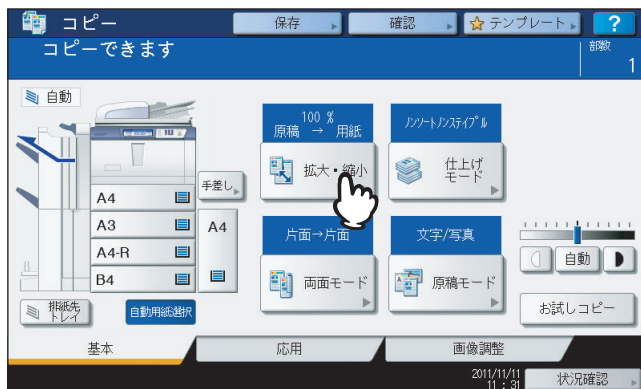 コピー
保存
確認
テンプレート
?
コピーできます
部数
1
自動
100 %
原稿 → 用紙
ﾉﾝｿｰﾄﾉﾝｽﾃｲﾌﾟﾙ
拡大・縮小
仕上げ
モード
手差し
A4
A3
A4-R
B4
A4
片面→片面
文字/写真
両面モード
原稿モード
自動
排紙先
トレイ
自動用紙選択
お試しコピー
基本
応用
画像調整
2011/11/11
11 : 31
状況確認